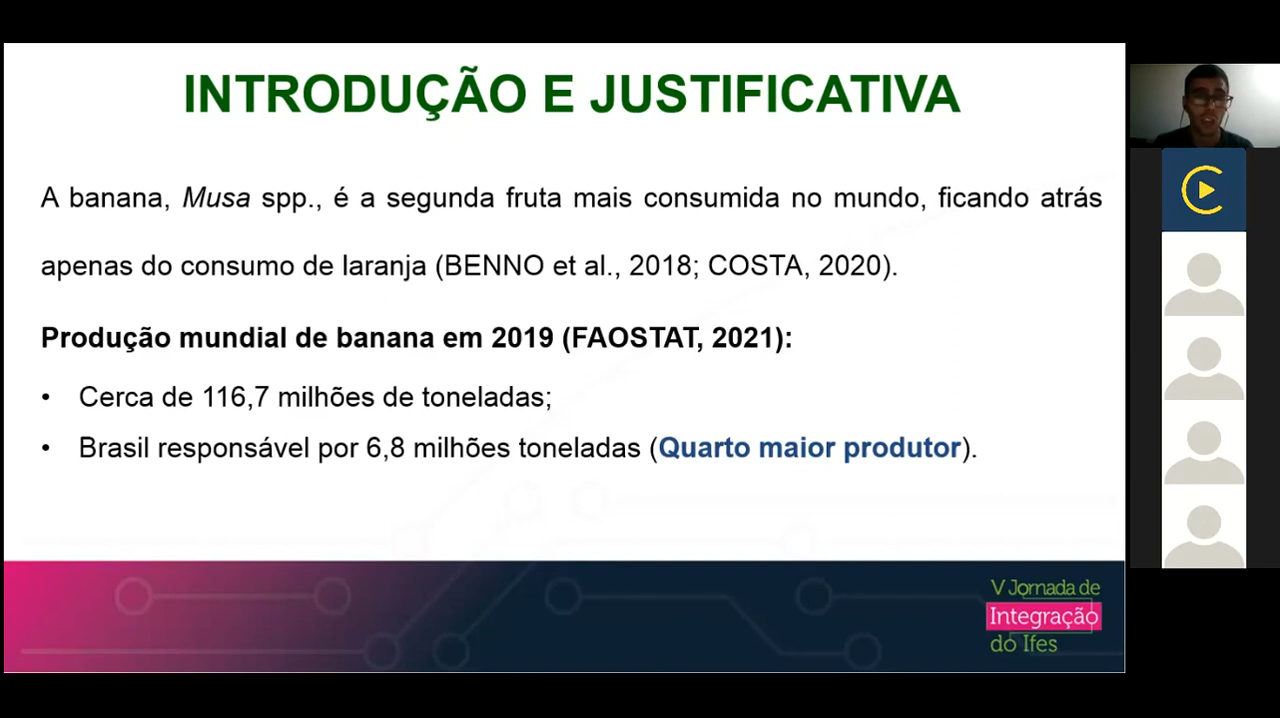 INTRODUÇÃO E JUSTIFICATIVA
A banana, Musa spp., é a segunda fruta mais consumida no mundo, ficando atrás
apenas do consumo de laranja (BENNO et al., 2018; COSTA, 2020).
Produção mundial de banana em 2019 (FAOSTAT, 2021):
• Cerca de 116,7 milhões de toneladas;
• Brasil responsável por 6,8 milhões toneladas (Quarto maior produtor).
V Jornada de
Integração
do Ifes